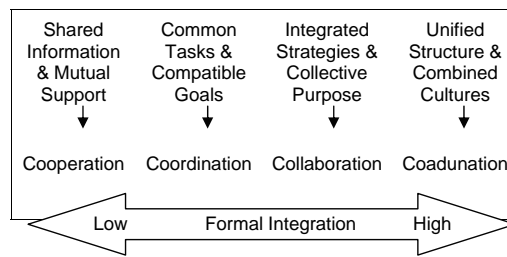 Shared
Information
& Mutual
Support
Common
Tasks &
Compatible
Goals
Integrated
Strategies &
Collective
Purpose
Unified
Structure &
Combined
Cultures
Cooperation
Coordination
Collaboration
Coadunation
Low
Formal Integration
High